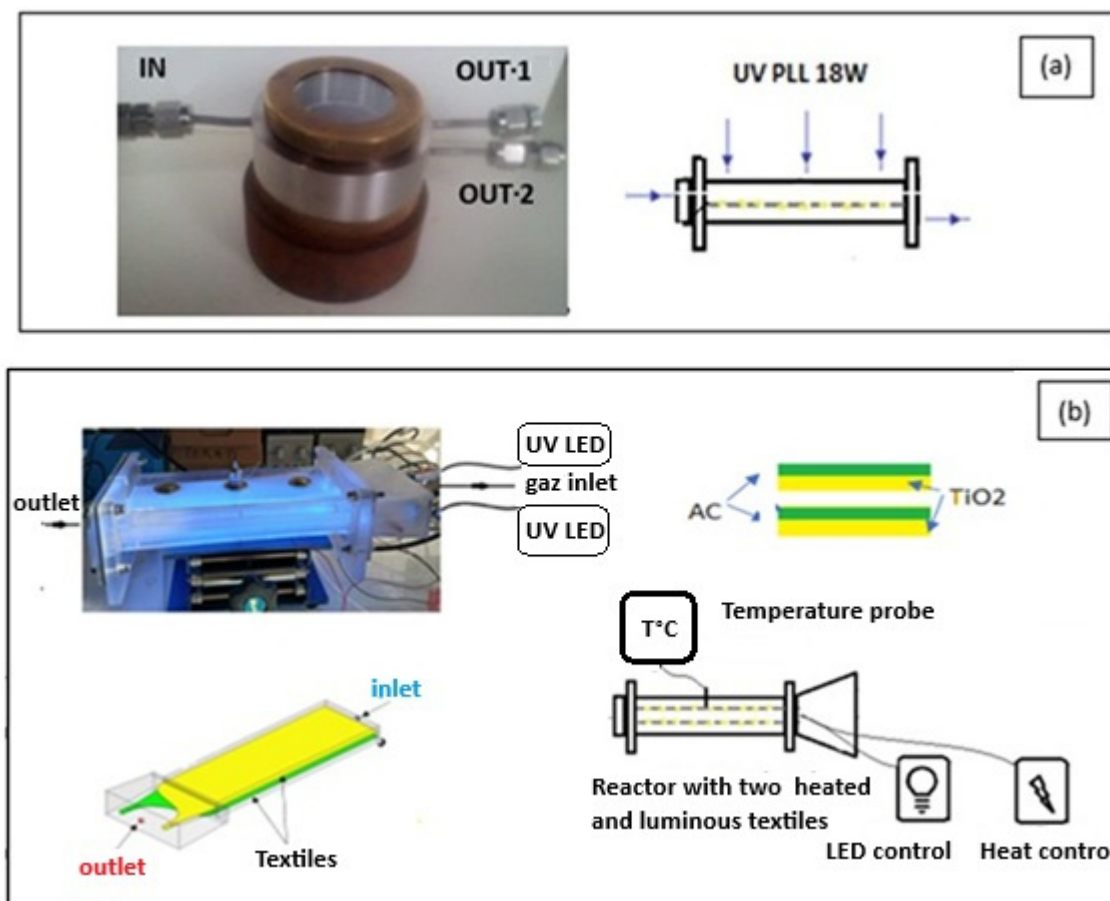 (a)
IN
OUT·1
OUT·2
UV PLL 18W
(b)
outlet
UV LED
gaz inlet
UV LED
AC
TiO2
T°C
Temperature probe
inlet
outlet
Textiles
Reactor with two heated
and luminous textiles
LED control
Heat contro